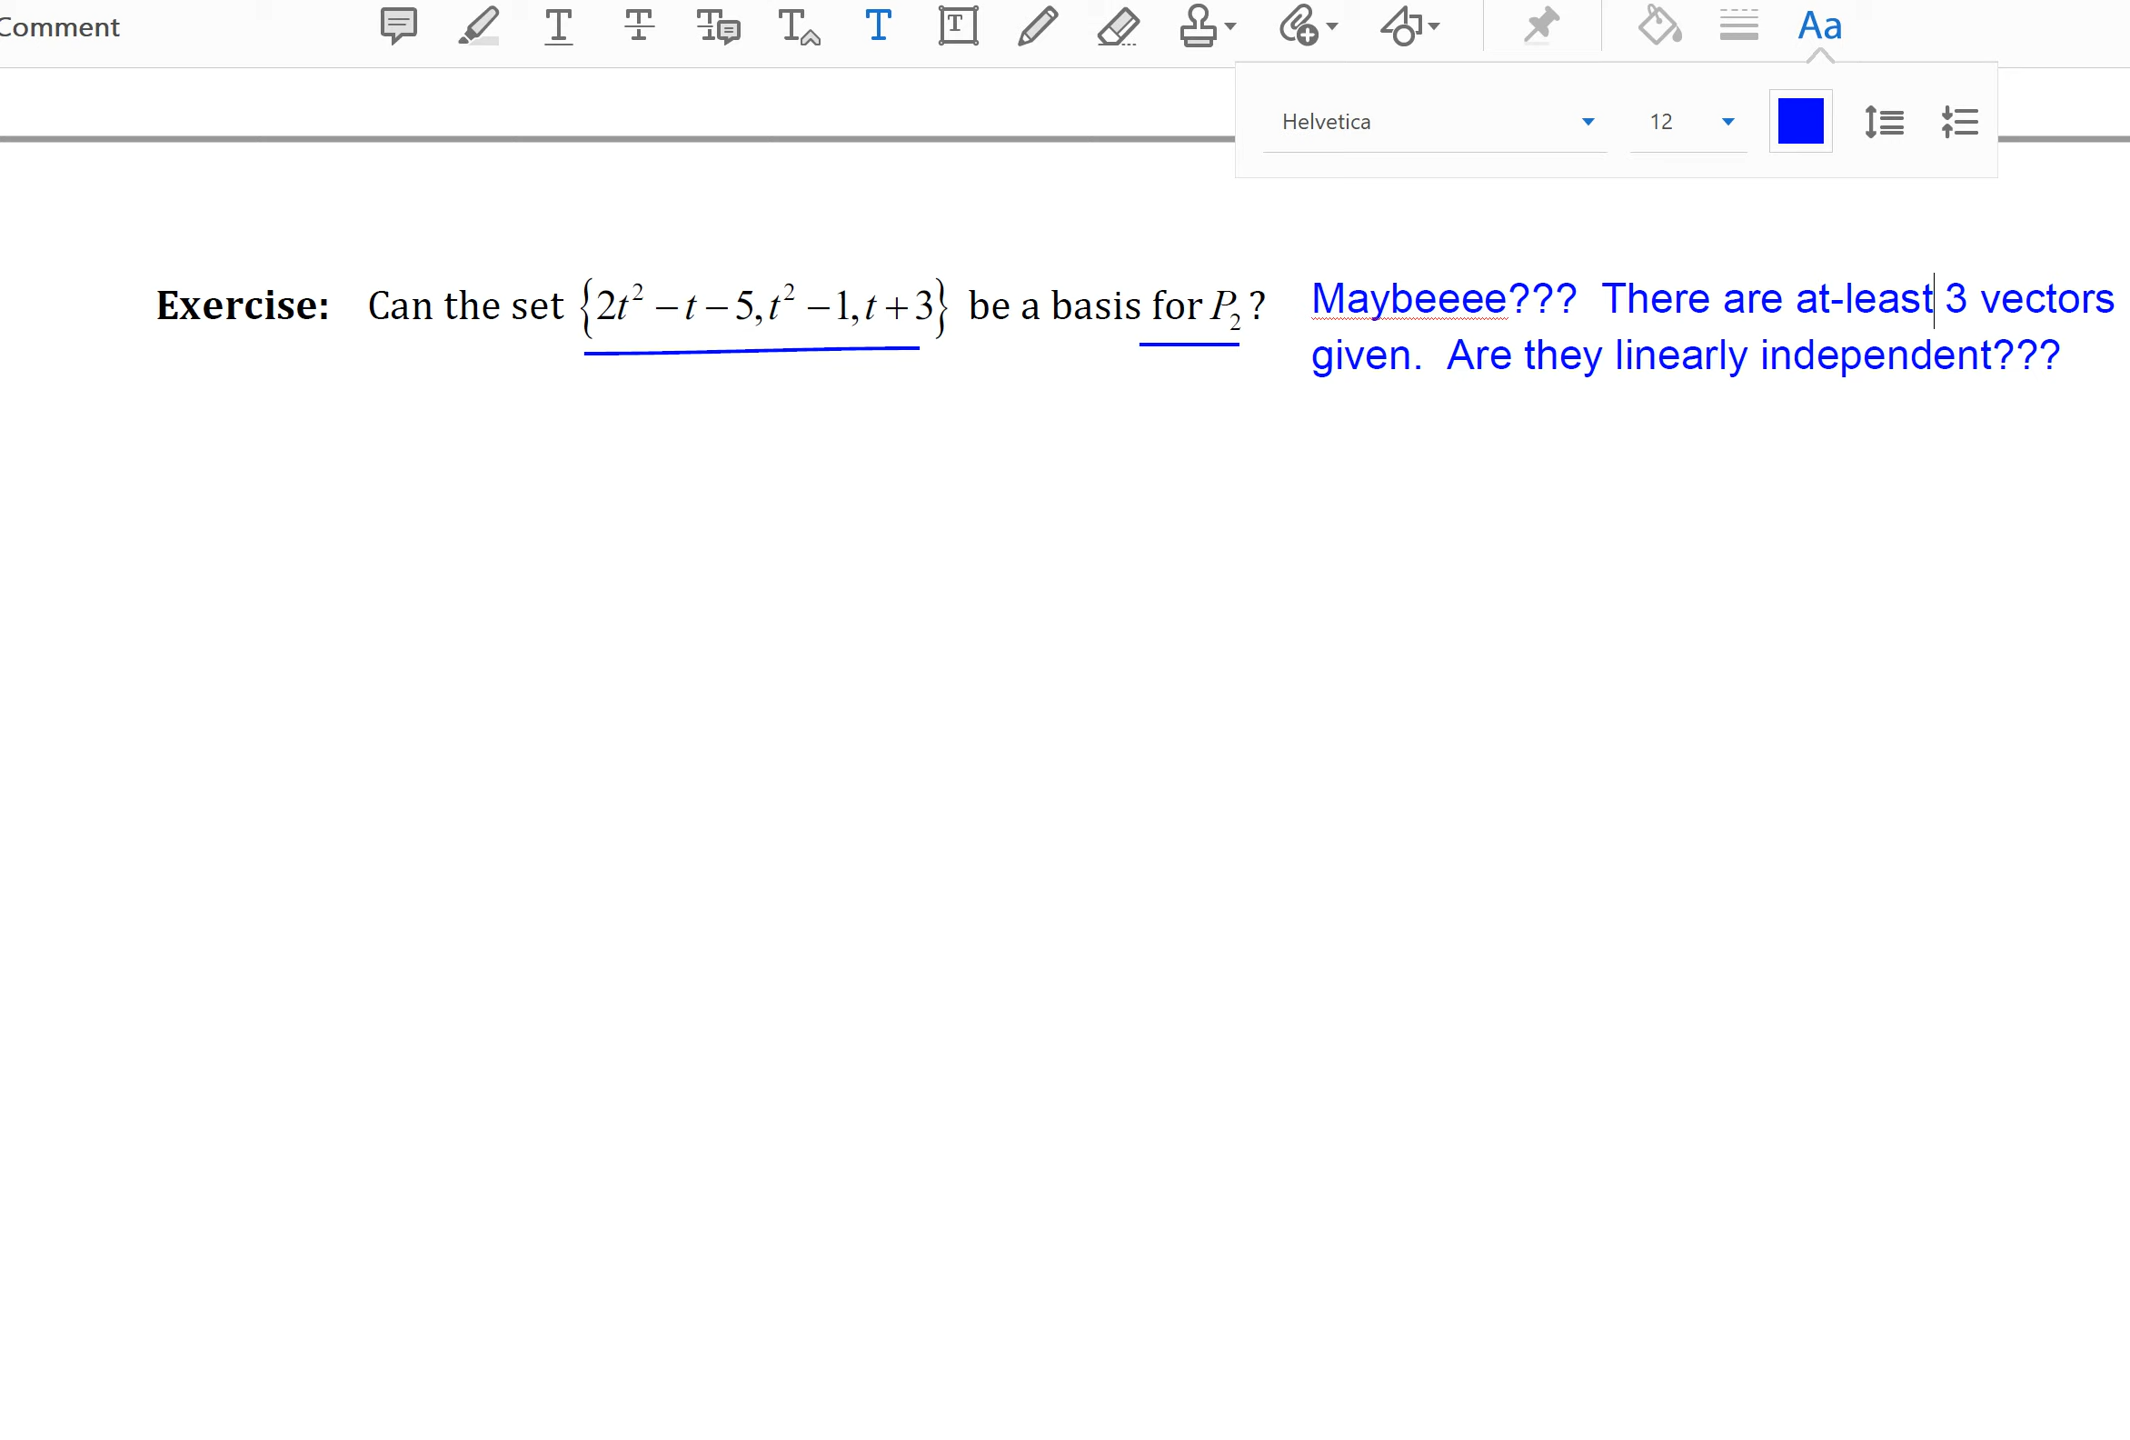 Comment
Aa
Helvetica 12
Exercise: Can the set {2t² − t − 5, t² − 1, t + 3} be a basis for P₂? Maybeeee??? There are at-least 3 vectors
given. Are they linearly independent???